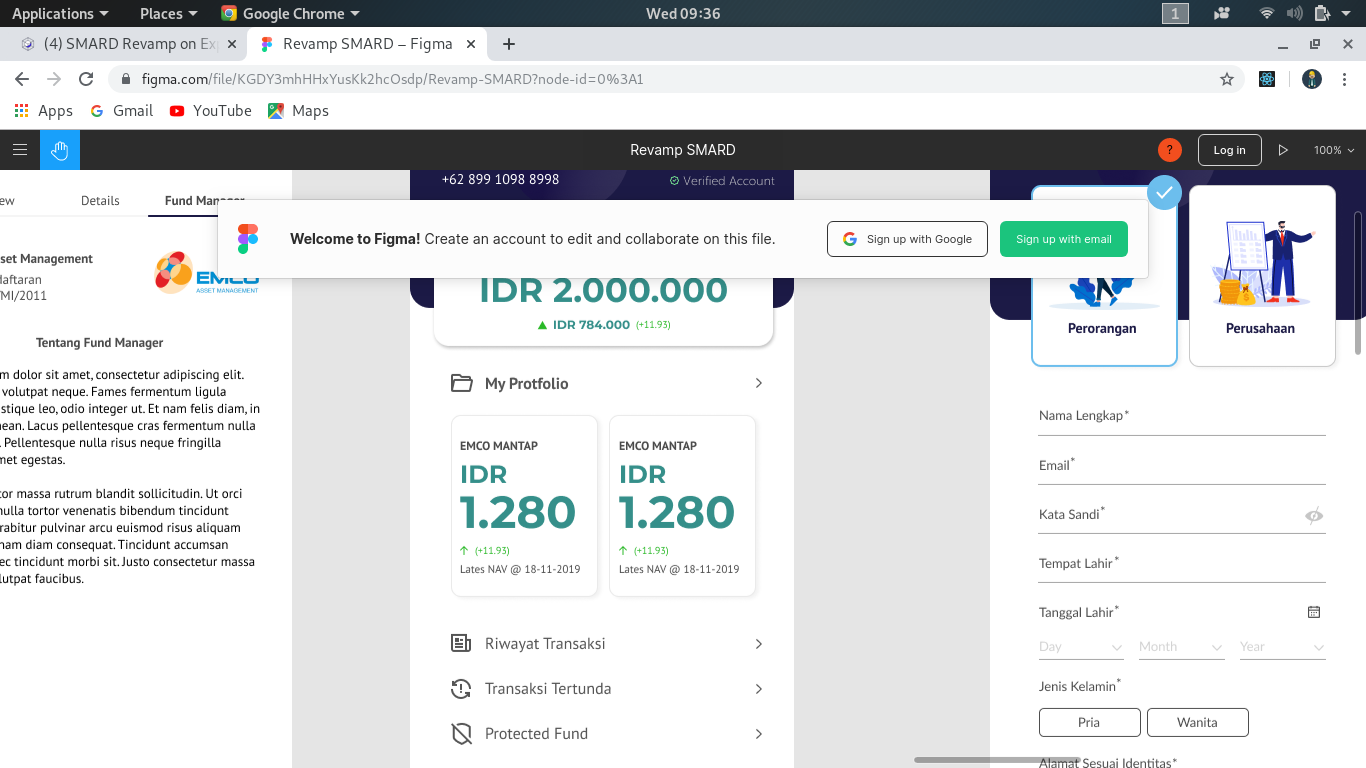 Applications
Places
Google Chrome
Wed 09:36
1
(4) SMARD Revamp on Ex
Revamp SMARD – Figma
figma.com/file/KGDY3mhHHxYusKk2hcOsdp/Revamp-SMARD?node-id=0%3A1
Apps
Gmail
YouTube
Maps
Revamp SMARD
?
Log in
100%
ew
Details
Fund Manager
set Management
daftaran
MI/2011
EMCO
ASSET MANAGEMENT
Tentang Fund Manager
m dolor sit amet, consectetur adipiscing elit.
volutpat neque. Fames fermentum ligula
stique leo, odio integer ut. Et nam felis diam, in
nean. Lacus pellentesque cras fermentum nulla
. Pellentesque nulla risus neque fringilla
met egestas.
tor massa rutrum blandit sollicitudin. Ut orci
nulla tortor venenatis bibendum tincidunt
rabitur pulvinar arcu euismod risus aliquam
nam diam consequat. Tincidunt accumsan
ec tincidunt morbi sit. Justo consectetur massa
lutpat faucibus.
+62 899 1098 8998
Verified Account
Welcome to Figma! Create an account to edit and collaborate on this file.
Sign up with Google
Sign up with email
IDR 2.000.000
IDR 784.000 (+11.93)
My Protfolio
EMCO MANTAP
IDR
1.280
(+11.93)
Lates NAV @ 18-11-2019
EMCO MANTAP
IDR
1.280
(+11.93)
Lates NAV @ 18-11-2019
Riwayat Transaksi
Transaksi Tertunda
Protected Fund
Perorangan
Perusahaan
Nama Lengkap*
Email*
Kata Sandi*
Tempat Lahir*
Tanggal Lahir*
Day
Month
Year
Jenis Kelamin*
Pria
Wanita
Alamat Sesuai Identitas*